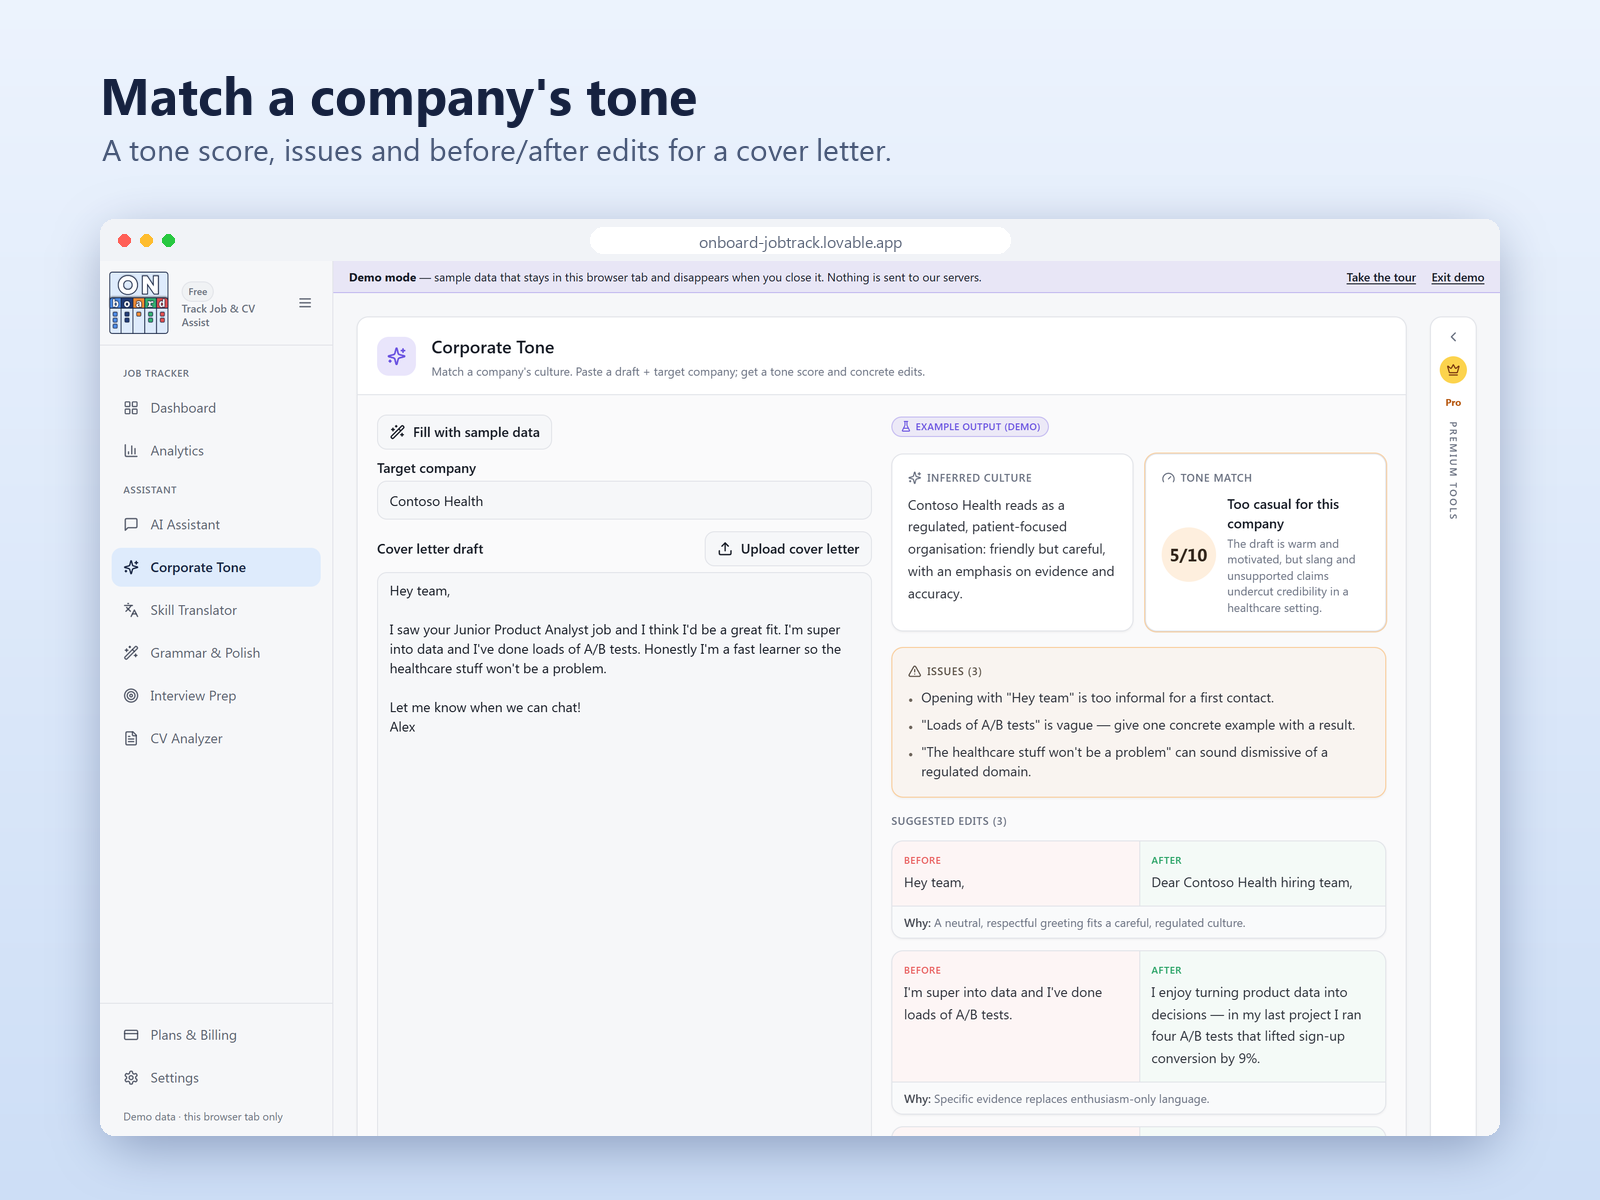 Match a company's tone
A tone score, issues and before/after edits for a cover letter.
onboard-jobtrack.lovable.app
ON
board
Free
Track Job & CV
Assist
Demo mode — sample data that stays in this browser tab and disappears when you close it. Nothing is sent to our servers.
Take the tour
Exit demo
JOB TRACKER
Dashboard
Analytics
ASSISTANT
AI Assistant
Corporate Tone
Skill Translator
Grammar & Polish
Interview Prep
CV Analyzer
Plans & Billing
Settings
Demo data · this browser tab only
Corporate Tone
Match a company's culture. Paste a draft + target company; get a tone score and concrete edits.
Fill with sample data
Target company
Contoso Health
Cover letter draft
Upload cover letter
Hey team,
I saw your Junior Product Analyst job and I think I'd be a great fit. I'm super
into data and I've done loads of A/B tests. Honestly I'm a fast learner so the
healthcare stuff won't be a problem.
Let me know when we can chat!
Alex
EXAMPLE OUTPUT (DEMO)
INFERRED CULTURE
Contoso Health reads as a
regulated, patient-focused
organisation: friendly but careful,
with an emphasis on evidence and
accuracy.
TONE MATCH
5/10
Too casual for this
company
The draft is warm and
motivated, but slang and
unsupported claims
undercut credibility in a
healthcare setting.
ISSUES (3)
• Opening with "Hey team" is too informal for a first contact.
• "Loads of A/B tests" is vague — give one concrete example with a result.
• "The healthcare stuff won't be a problem" can sound dismissive of a
regulated domain.
SUGGESTED EDITS (3)
BEFORE
Hey team,
AFTER
Dear Contoso Health hiring team,
Why: A neutral, respectful greeting fits a careful, regulated culture.
BEFORE
I'm super into data and I've done
loads of A/B tests.
AFTER
I enjoy turning product data into
decisions — in my last project I ran
four A/B tests that lifted sign-up
conversion by 9%.
Why: Specific evidence replaces enthusiasm-only language.
Pro
PREMIUM TOOLS